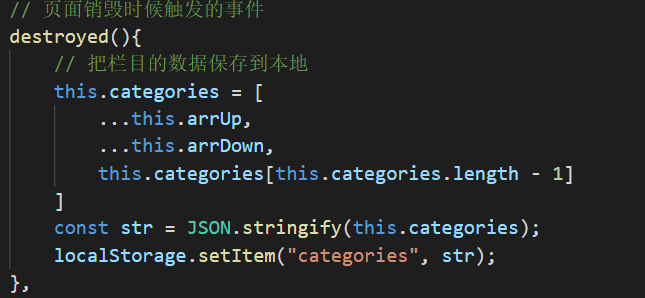 // 页面销毁时候触发的事件
destroyed(){
// 把栏目的数据保存到本地
this.categories = [
...this.arrUp,
...this.arrDown,
this.categories[this.categories.length - 1]
]
const str = JSON.stringify(this.categories);
localStorage.setItem("categories", str);
},